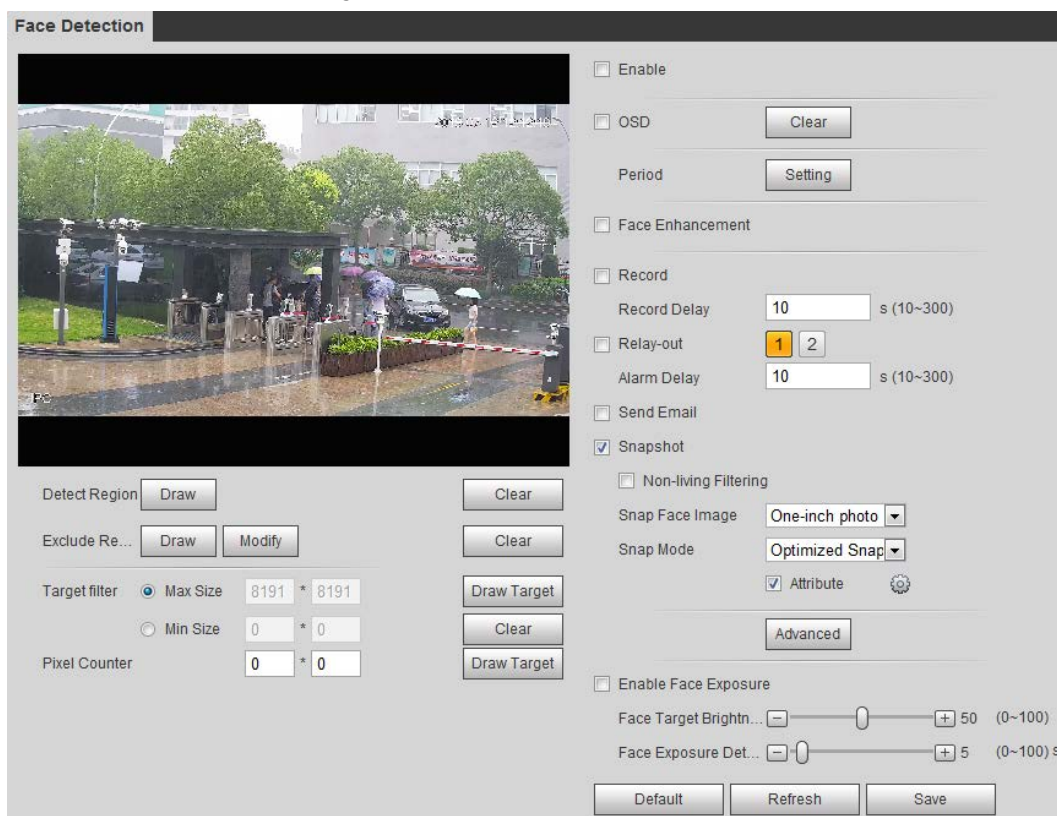 Face Detection
Enable
OSD Clear
Period Setting
Face Enhancement
Record
Record Delay 10 s (10~300)
Relay-out 1 2
Alarm Delay 10 s (10~300)
Send Email
Snapshot
Non-living Filtering
Snap Face Image One-inch photo
Snap Mode Optimized Snap
Attribute
Advanced
Enable Face Exposure
Face Target Brightn... 50 (0~100)
Face Exposure Det... 5 (0~100) s
Default Refresh Save
PC
Detect Region Draw Clear
Exclude Re... Draw Modify Clear
Target filter Max Size 8191 * 8191 Draw Target
Min Size 0 * 0 Clear
Pixel Counter 0 * 0 Draw Target